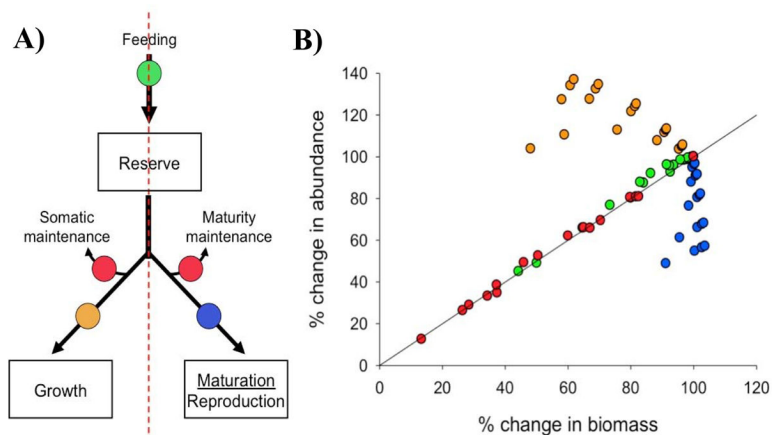 A)
Feeding
Reserve
Somatic
maintenance
Maturity
maintenance
Growth
Maturation
Reproduction
B)
% change in abundance
140
120
100
80
60
40
20
0
0 20 40 60 80 100 120
% change in biomass